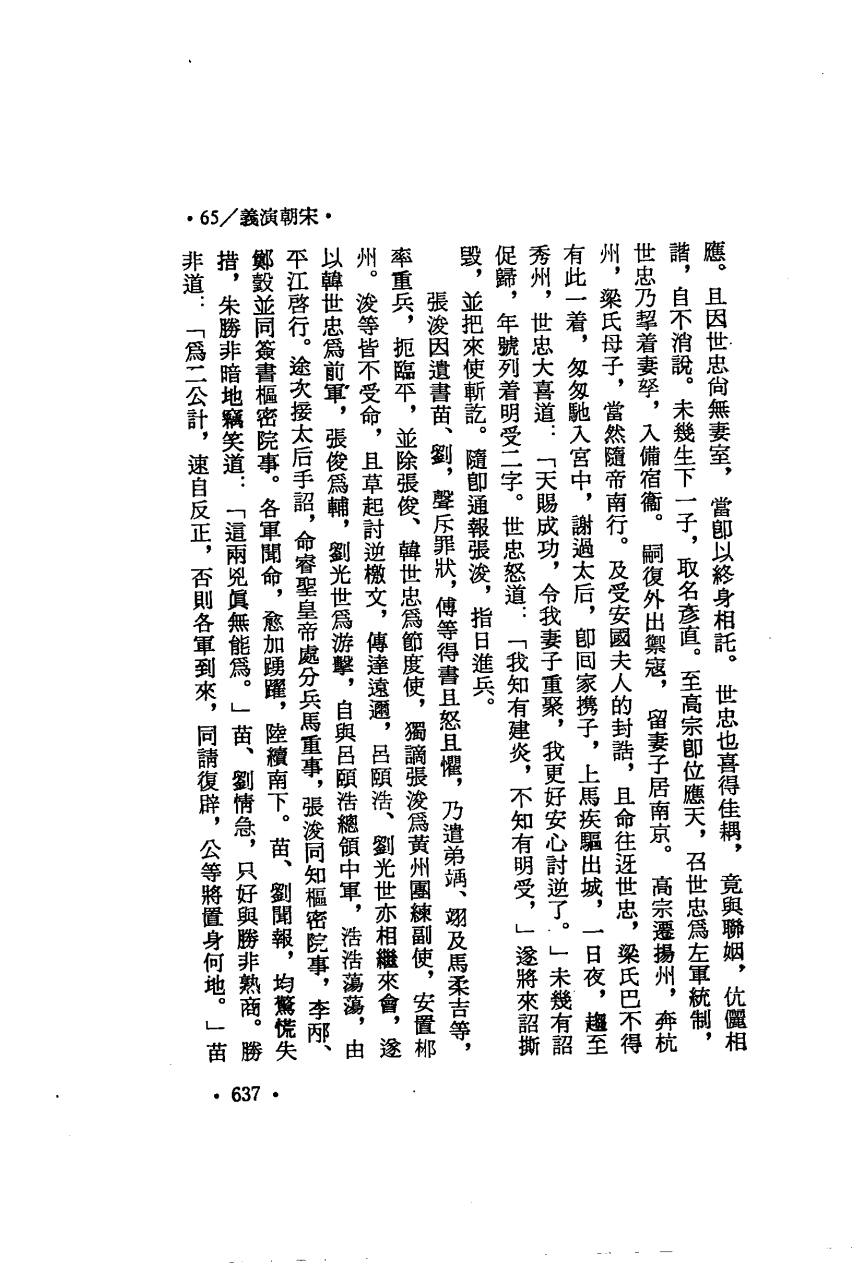 ·65／義演朝宋·
應。且因世忠尙無妻室，當卽以終身相託。世忠也喜得佳耦，竟與聯姻，伉儷相
諧，自不消說。未幾生下一子，取名彥直。至高宗卽位應天，召世忠爲左軍統制，
世忠乃挈着妻孥，入備宿衞。嗣復外出禦寇，留妻子居南京。高宗遷揚州，奔杭
州，梁氏母子，當然隨帝南行。及受安國夫人的封誥，且命往迓世忠，梁氏巴不得
有此一着，匆匆馳入宮中，謝過太后，卽囘家携子，上馬疾驅出城，一日夜，趨至
秀州，世忠大喜道：「天賜成功，令我妻子重聚，我更好安心討逆了。」未幾有詔
促歸，年號列着明受二字。世忠怒道：「我知有建炎，不知有明受，」遂將來詔撕
毀，並把來使斬訖。隨卽通報張浚，指日進兵。
張浚因遺書苗、劉，聲斥罪狀，傅等得書且怒且懼，乃遣弟竬、翊及馬柔吉等，
率重兵，扼臨平，並除張俊、韓世忠爲節度使，獨謫張浚爲黃州團練副使，安置郴
州。浚等皆不受命，且草起討逆檄文，傳達遠邇，呂頤浩、劉光世亦相繼來會，遂
以韓世忠爲前軍，張俊爲輔，劉光世爲游擊，自與呂頤浩總領中軍，浩浩蕩蕩，由
平江啓行。途次接太后手詔，命睿聖皇帝處分兵馬重事，張浚同知樞密院事，李邴、
鄭瑴並同簽書樞密院事。各軍聞命，愈加踴躍，陸續南下。苗、劉聞報，均驚慌失
措，朱勝非暗地竊笑道：「這兩兇眞無能爲。」苗、劉情急，只好與勝非熟商。勝
非道：「爲二公計，速自反正，否則各軍到來，同請復辟，公等將置身何地。」苗
·637·